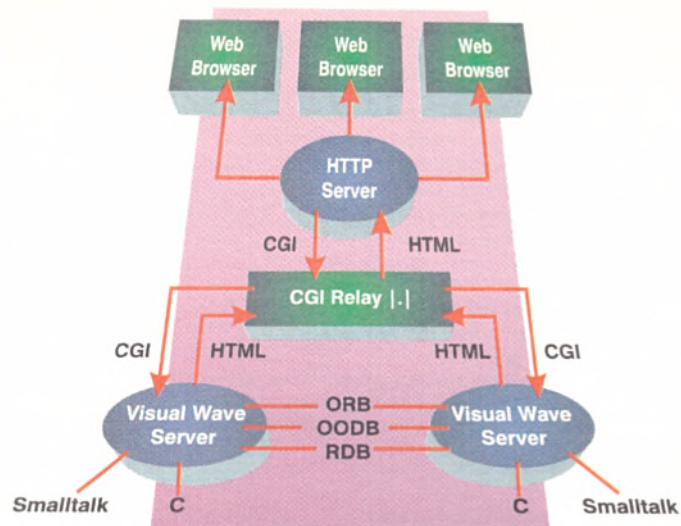 Web
Browser
Web
Browser
Web
Browser
HTTP
Server
CGI
HTML
CGI Relay |.|
CGI
HTML
HTML
CGI
Visual Wave
Server
ORB
OODB
RDB
Visual Wave
Server
Smalltalk
C
C
Smalltalk